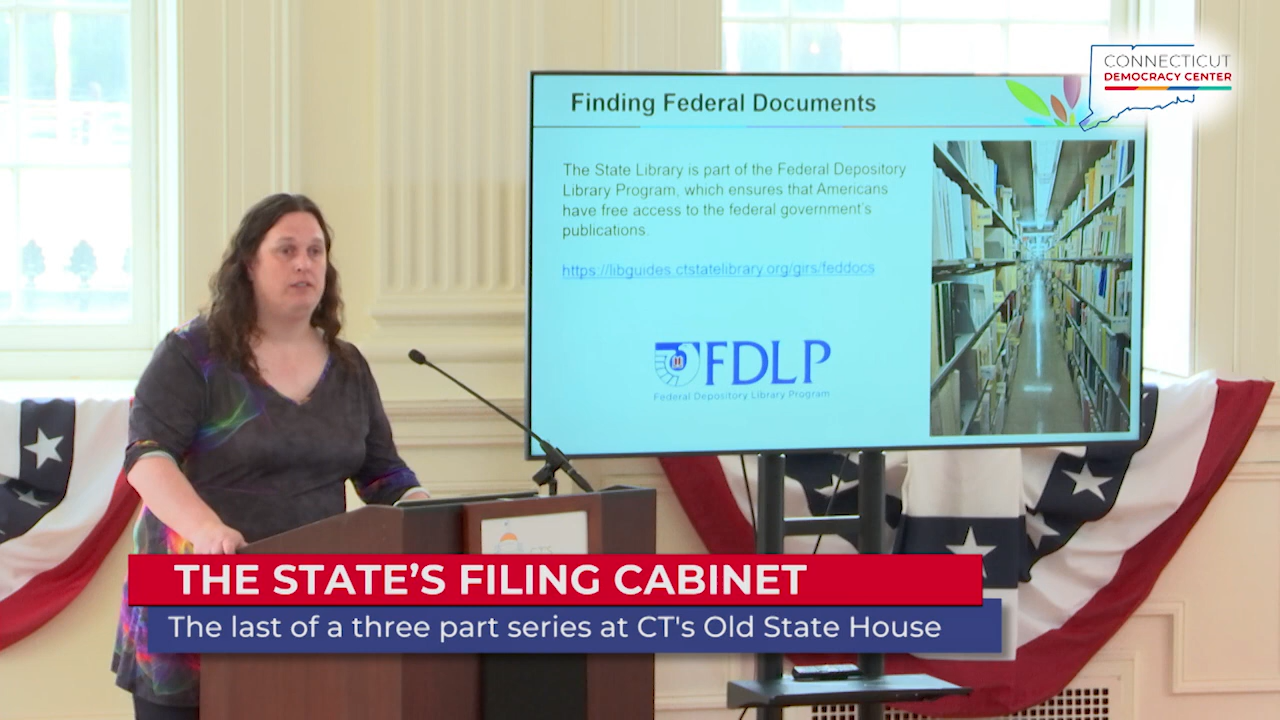 CONNECTICUT
DEMOCRACY CENTER
Finding Federal Documents
The State Library is part of the Federal Depository
Library Program, which ensures that Americans
have free access to the federal government's
publications.
https://libguides.ctstatelibrary.org/girs/feddocs
FDLP
Federal Depository Library Program
CT'S
THE STATE’S FILING CABINET
The last of a three part series at CT's Old State House